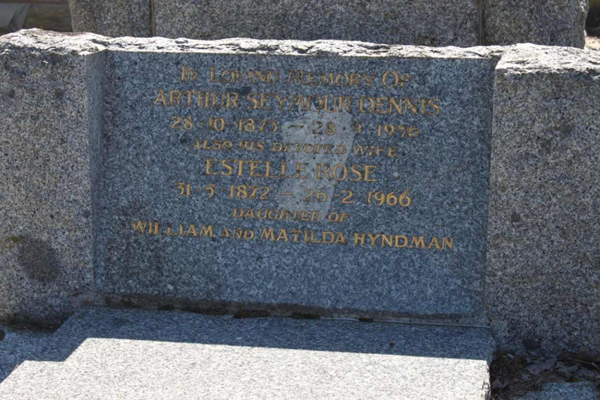 IN LOVING MEMORY OF
ARTHUR SEYMOUR DENNIS
28·10·1873 – 28·9·1956
ALSO HIS DEVOTED WIFE
ESTELLE ROSE
31·5·1872 – 26·2·1966
DAUGHTER OF
WILLIAM AND MATILDA HYNDMAN